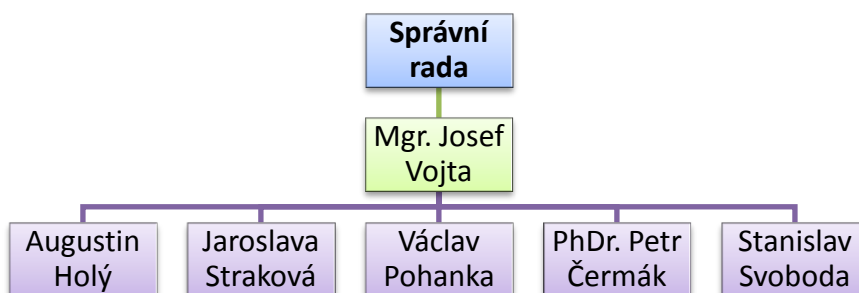 Správní
rada
Mgr. Josef
Vojta
Augustin
Holý
Jaroslava
Straková
Václav
Pohanka
PhDr. Petr
Čermák
Stanislav
Svoboda